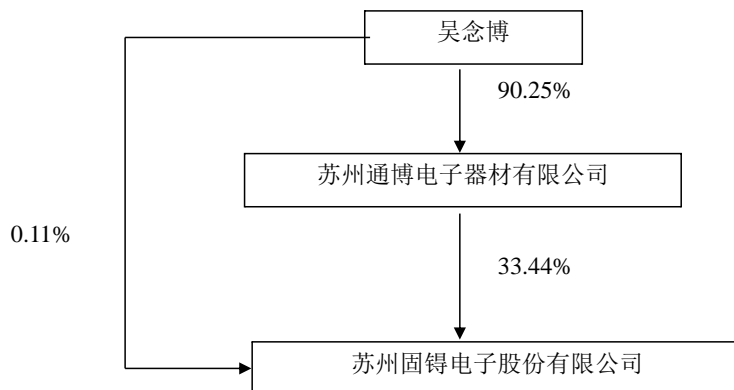 吴念博
90.25%
苏州通博电子器材有限公司
0.11%
33.44%
苏州固锝电子股份有限公司